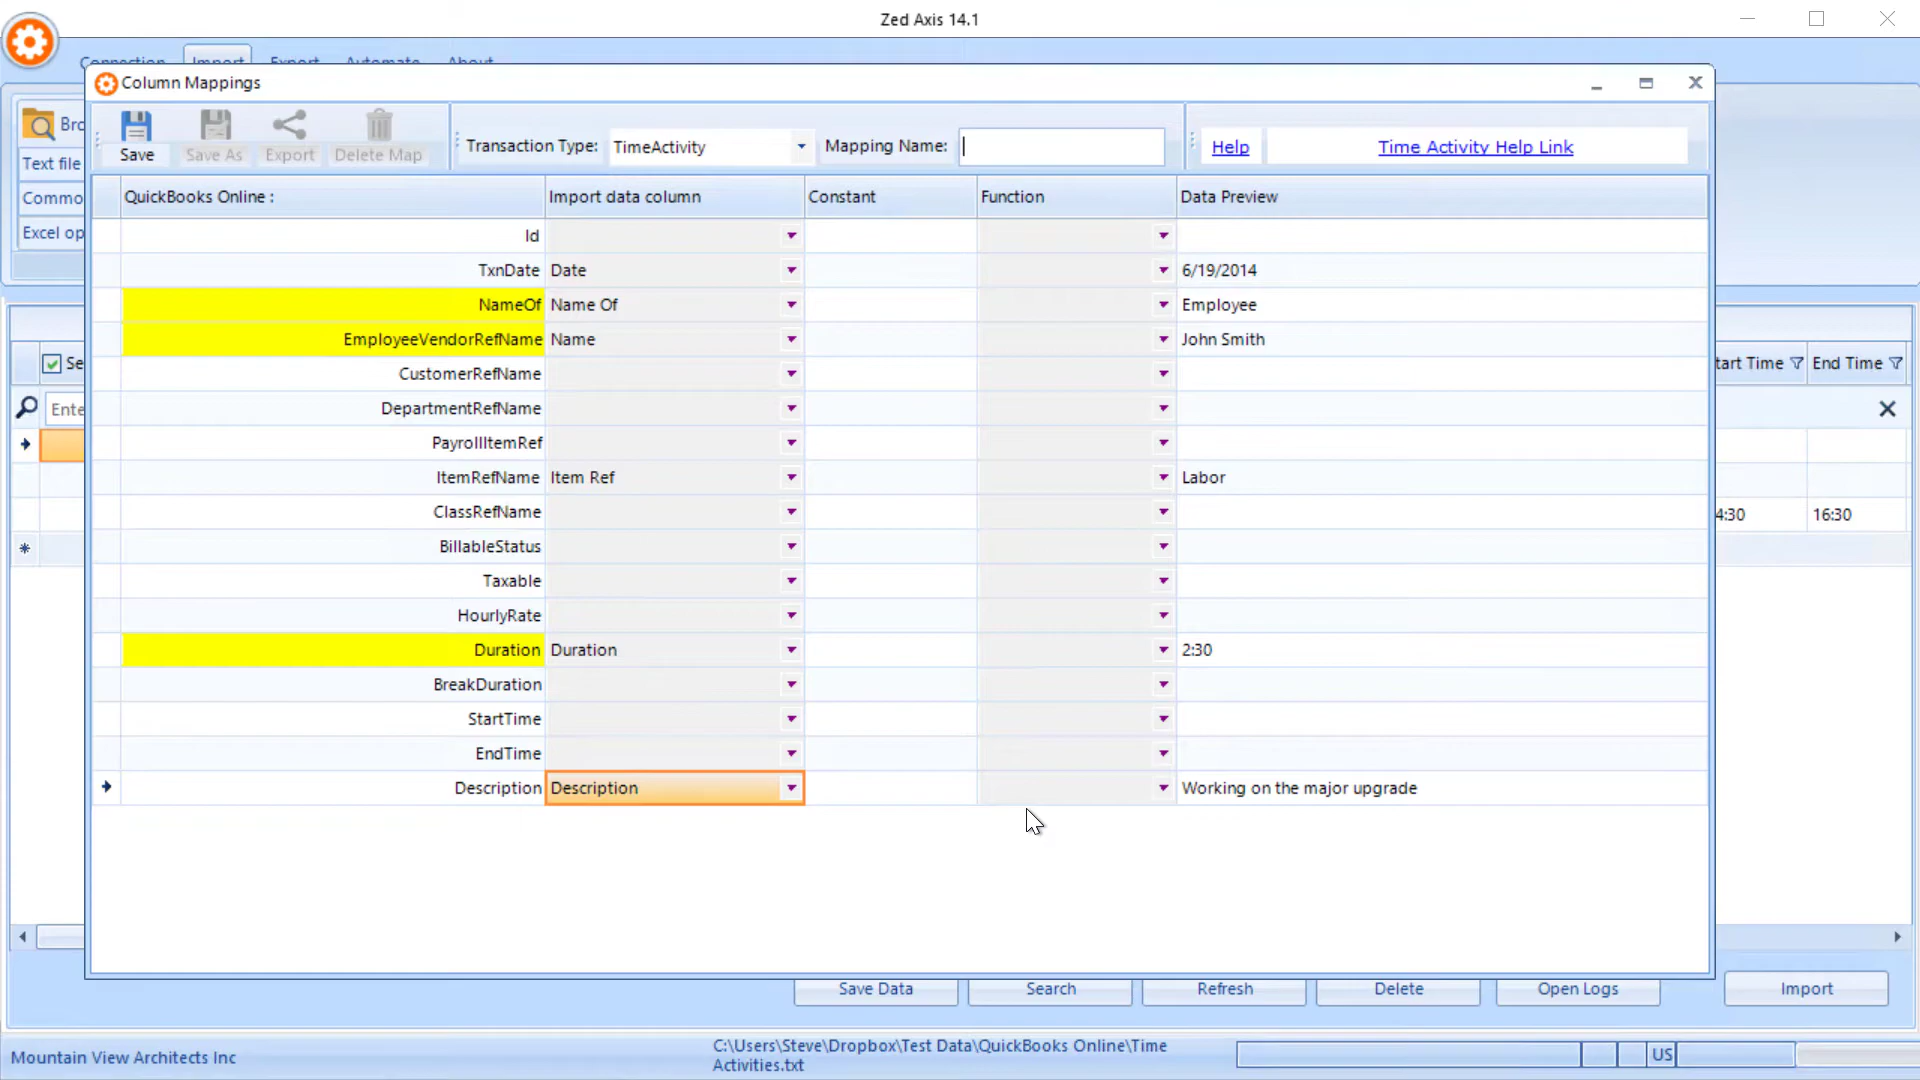 Zed Axis 14.1
Connection Import Export Automate About
Column Mappings
Bro
Text file
Commo
Excel op
Save Save As Export Delete Map
Transaction Type: TimeActivity Mapping Name:
Help Time Activity Help Link
QuickBooks Online : Import data column Constant Function Data Preview
Id
TxnDate Date 6/19/2014
NameOf Name Of Employee
EmployeeVendorRefName Name John Smith
CustomerRefName
DepartmentRefName
PayrollItemRef
ItemRefName Item Ref Labor
ClassRefName
BillableStatus
Taxable
HourlyRate
Duration Duration 2:30
BreakDuration
StartTime
EndTime
Description Description Working on the major upgrade
Se tart Time End Time
Ente
4:30 16:30
Save Data Search Refresh Delete Open Logs Import
Mountain View Architects Inc
C:\Users\Steve\Dropbox\Test Data\QuickBooks Online\Time
Activities.txt
US